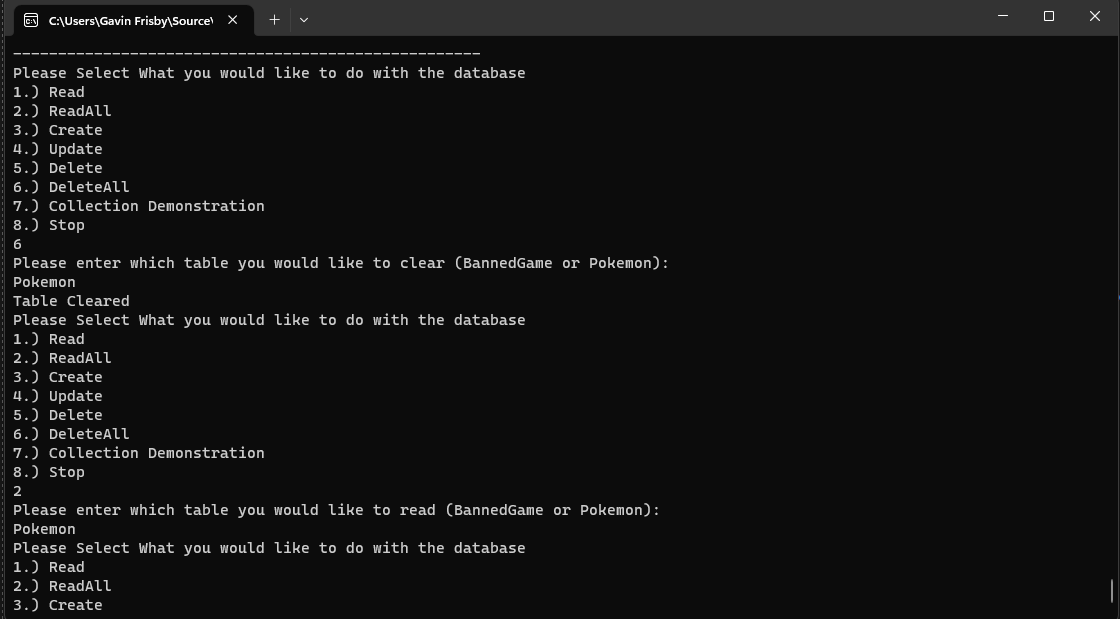 C:\Users\Gavin Frisby\Source\
----------------------------------------------------
Please Select What you would like to do with the database
1.) Read
2.) ReadAll
3.) Create
4.) Update
5.) Delete
6.) DeleteAll
7.) Collection Demonstration
8.) Stop
6
Please enter which table you would like to clear (BannedGame or Pokemon):
Pokemon
Table Cleared
Please Select What you would like to do with the database
1.) Read
2.) ReadAll
3.) Create
4.) Update
5.) Delete
6.) DeleteAll
7.) Collection Demonstration
8.) Stop
2
Please enter which table you would like to read (BannedGame or Pokemon):
Pokemon
Please Select What you would like to do with the database
1.) Read
2.) ReadAll
3.) Create